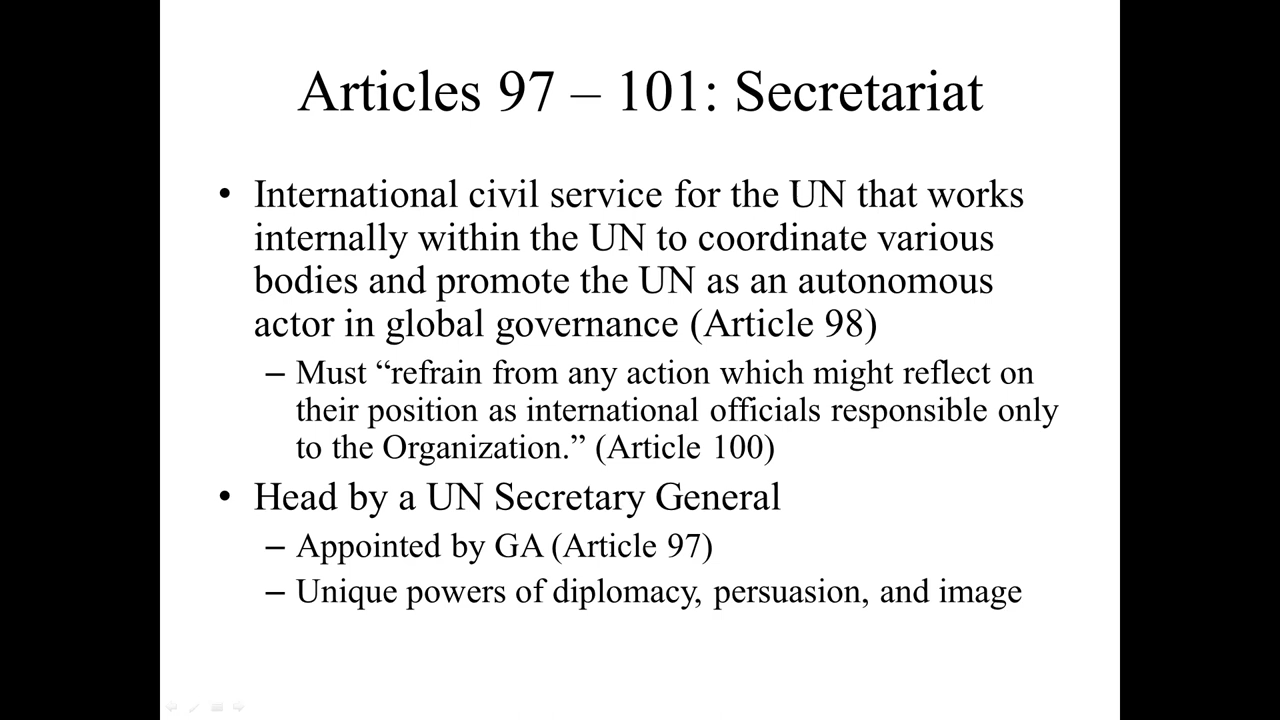 Articles 97 – 101: Secretariat
• International civil service for the UN that works
internally within the UN to coordinate various
bodies and promote the UN as an autonomous
actor in global governance (Article 98)
– Must “refrain from any action which might reflect on
their position as international officials responsible only
to the Organization.” (Article 100)
• Head by a UN Secretary General
– Appointed by GA (Article 97)
– Unique powers of diplomacy, persuasion, and image